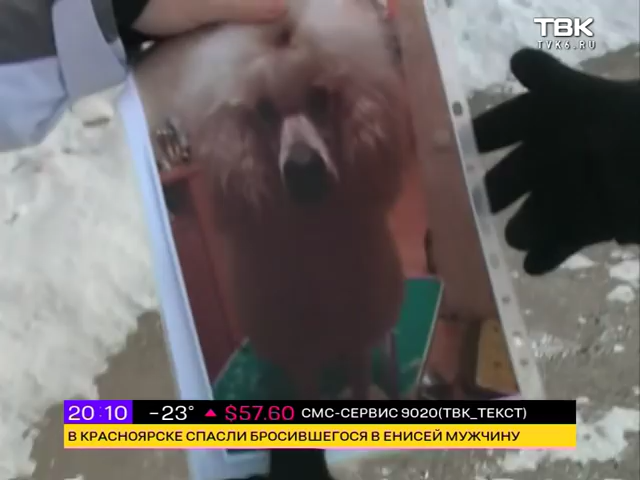 ТВК
TVK6.RU
20:10 −23° ▲ $57.60 СМС-СЕРВИС 9020(ТВК_ТЕКСТ)
В КРАСНОЯРСКЕ СПАСЛИ БРОСИВШЕГОСЯ В ЕНИСЕЙ МУЖЧИНУ